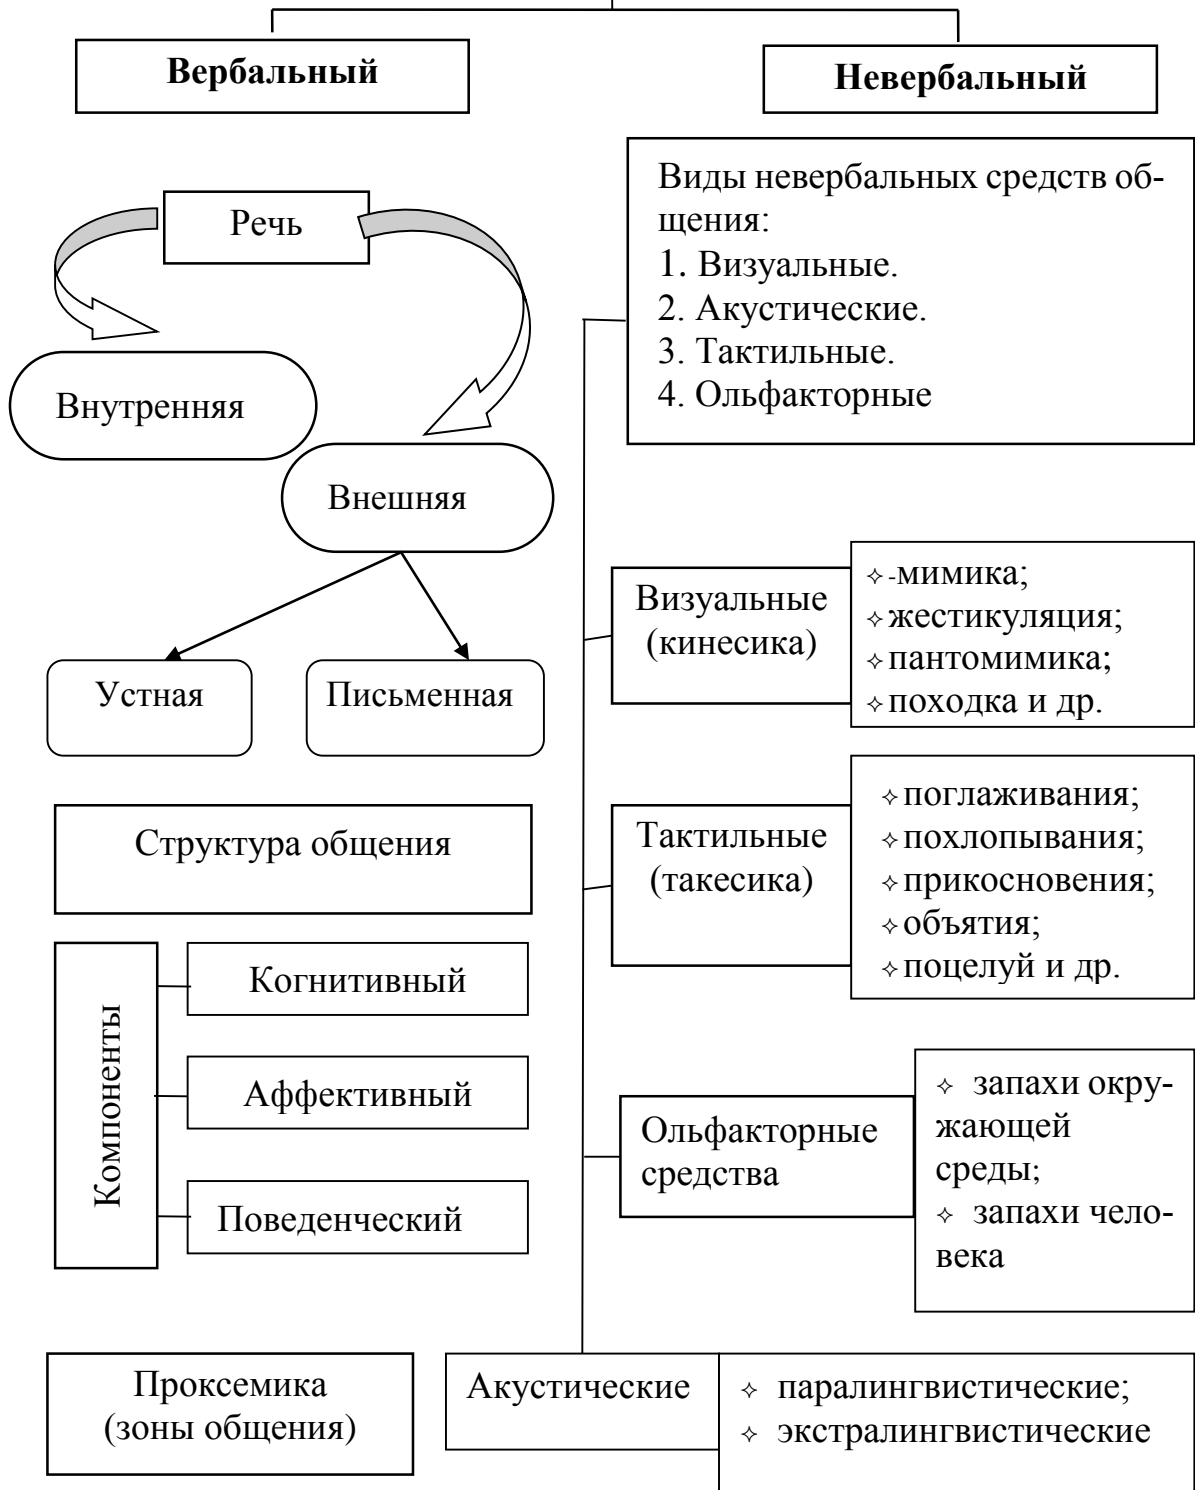 Вербальный
Невербальный
Речь
Внутренняя
Внешняя
Устная
Письменная
Виды невербальных средств об-
щения:
1. Визуальные.
2. Акустические.
3. Тактильные.
4. Ольфакторные
Визуальные
(кинесика)
✧ -мимика;
✧ жестикуляция;
✧ пантомимика;
✧ походка и др.
Тактильные
(такесика)
✧ поглаживания;
✧ похлопывания;
✧ прикосновения;
✧ объятия;
✧ поцелуй и др.
Структура общения
Компоненты
Когнитивный
Аффективный
Поведенческий
Ольфакторные
средства
✧ запахи окру-
жающей
среды;
✧ запахи чело-
века
Проксемика
(зоны общения)
Акустические
✧ паралингвистические;
✧ экстралингвистические